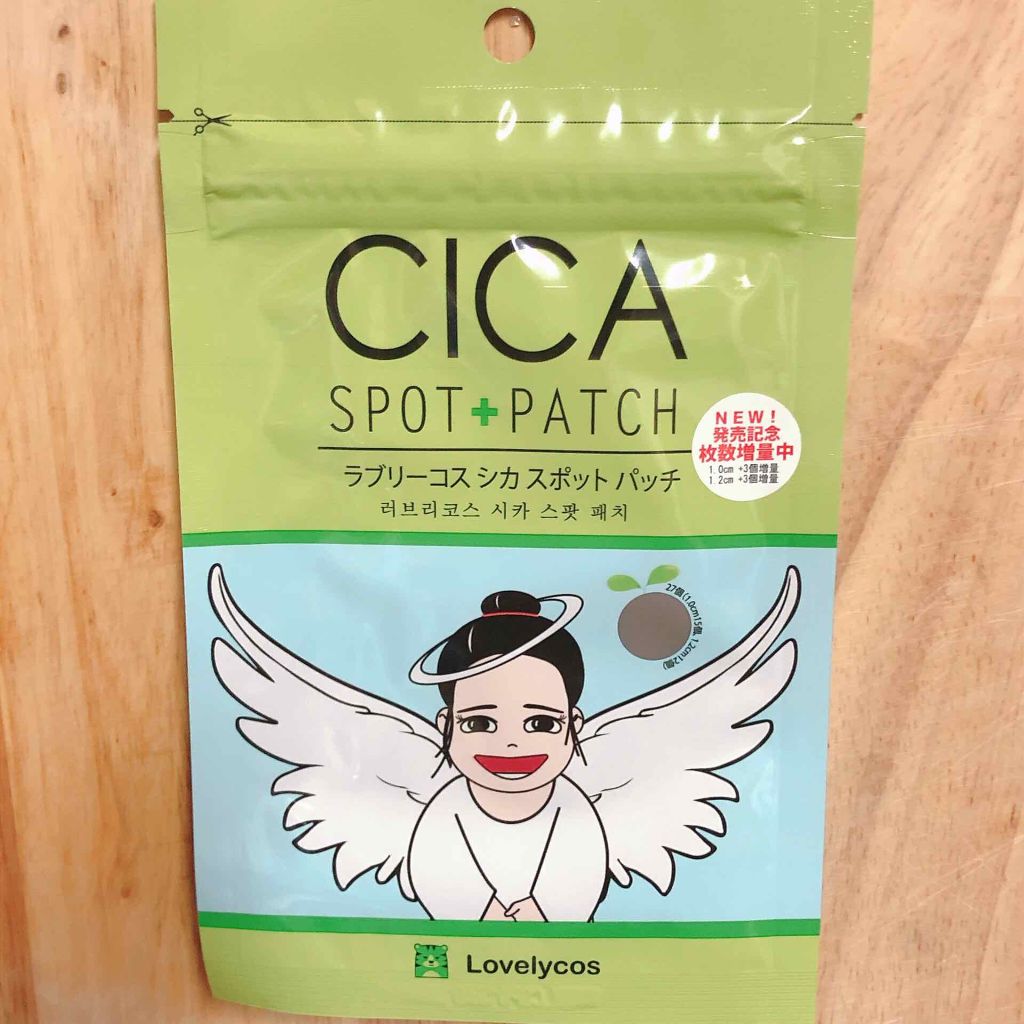 CICA
SPOT+PATCH
ラブリーコス シカ スポット パッチ
러브리코스 시카 스팟 패치
NEW!
発売記念
枚数増量中
1.0cm +3個増量
1.2cm +3個増量
27個(1.0cm15個, 1.2cm12個)
Lovelycos